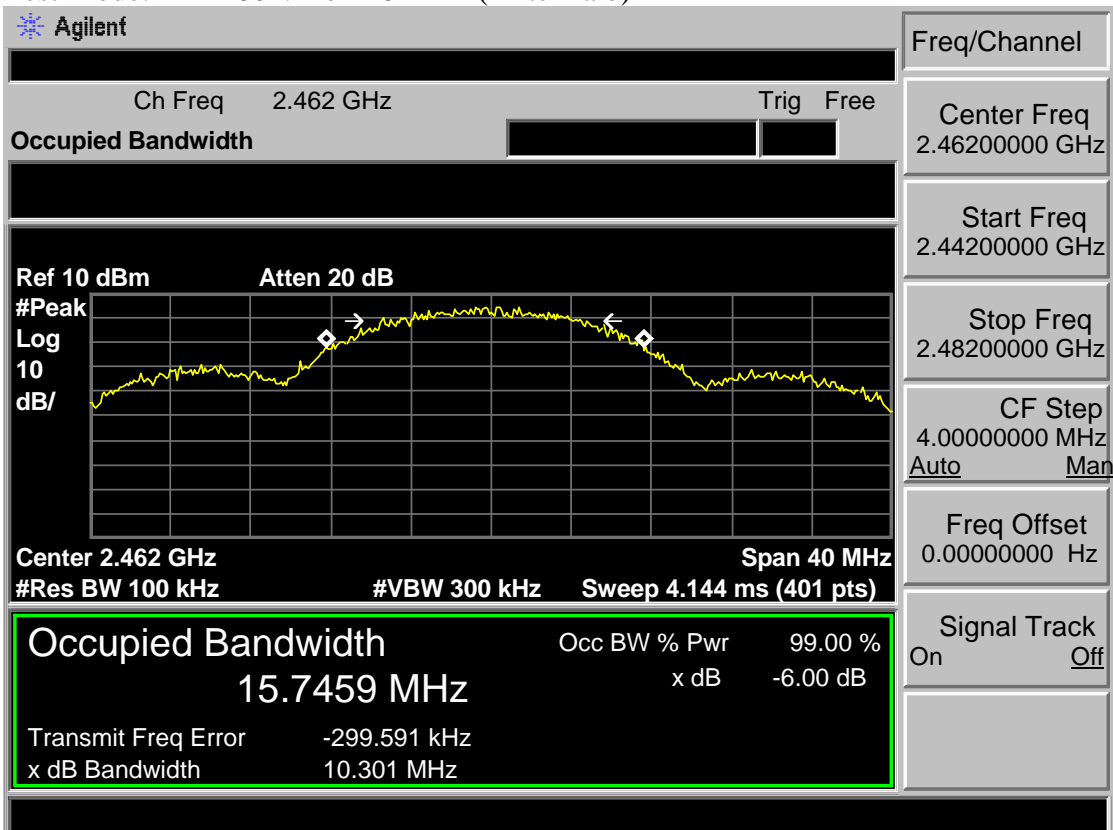 Agilent
Freq/Channel
Ch Freq 2.462 GHz Trig Free
Occupied Bandwidth
Center Freq
2.46200000 GHz
Start Freq
2.44200000 GHz
Stop Freq
2.48200000 GHz
CF Step
4.00000000 MHz
Auto Man
Freq Offset
0.00000000 Hz
Signal Track
On Off
Ref 10 dBm Atten 20 dB
#Peak
Log
10
dB/
Center 2.462 GHz Span 40 MHz
#Res BW 100 kHz #VBW 300 kHz Sweep 4.144 ms (401 pts)
Occupied Bandwidth Occ BW % Pwr 99.00 %
15.7459 MHz x dB -6.00 dB
Transmit Freq Error -299.591 kHz
x dB Bandwidth 10.301 MHz